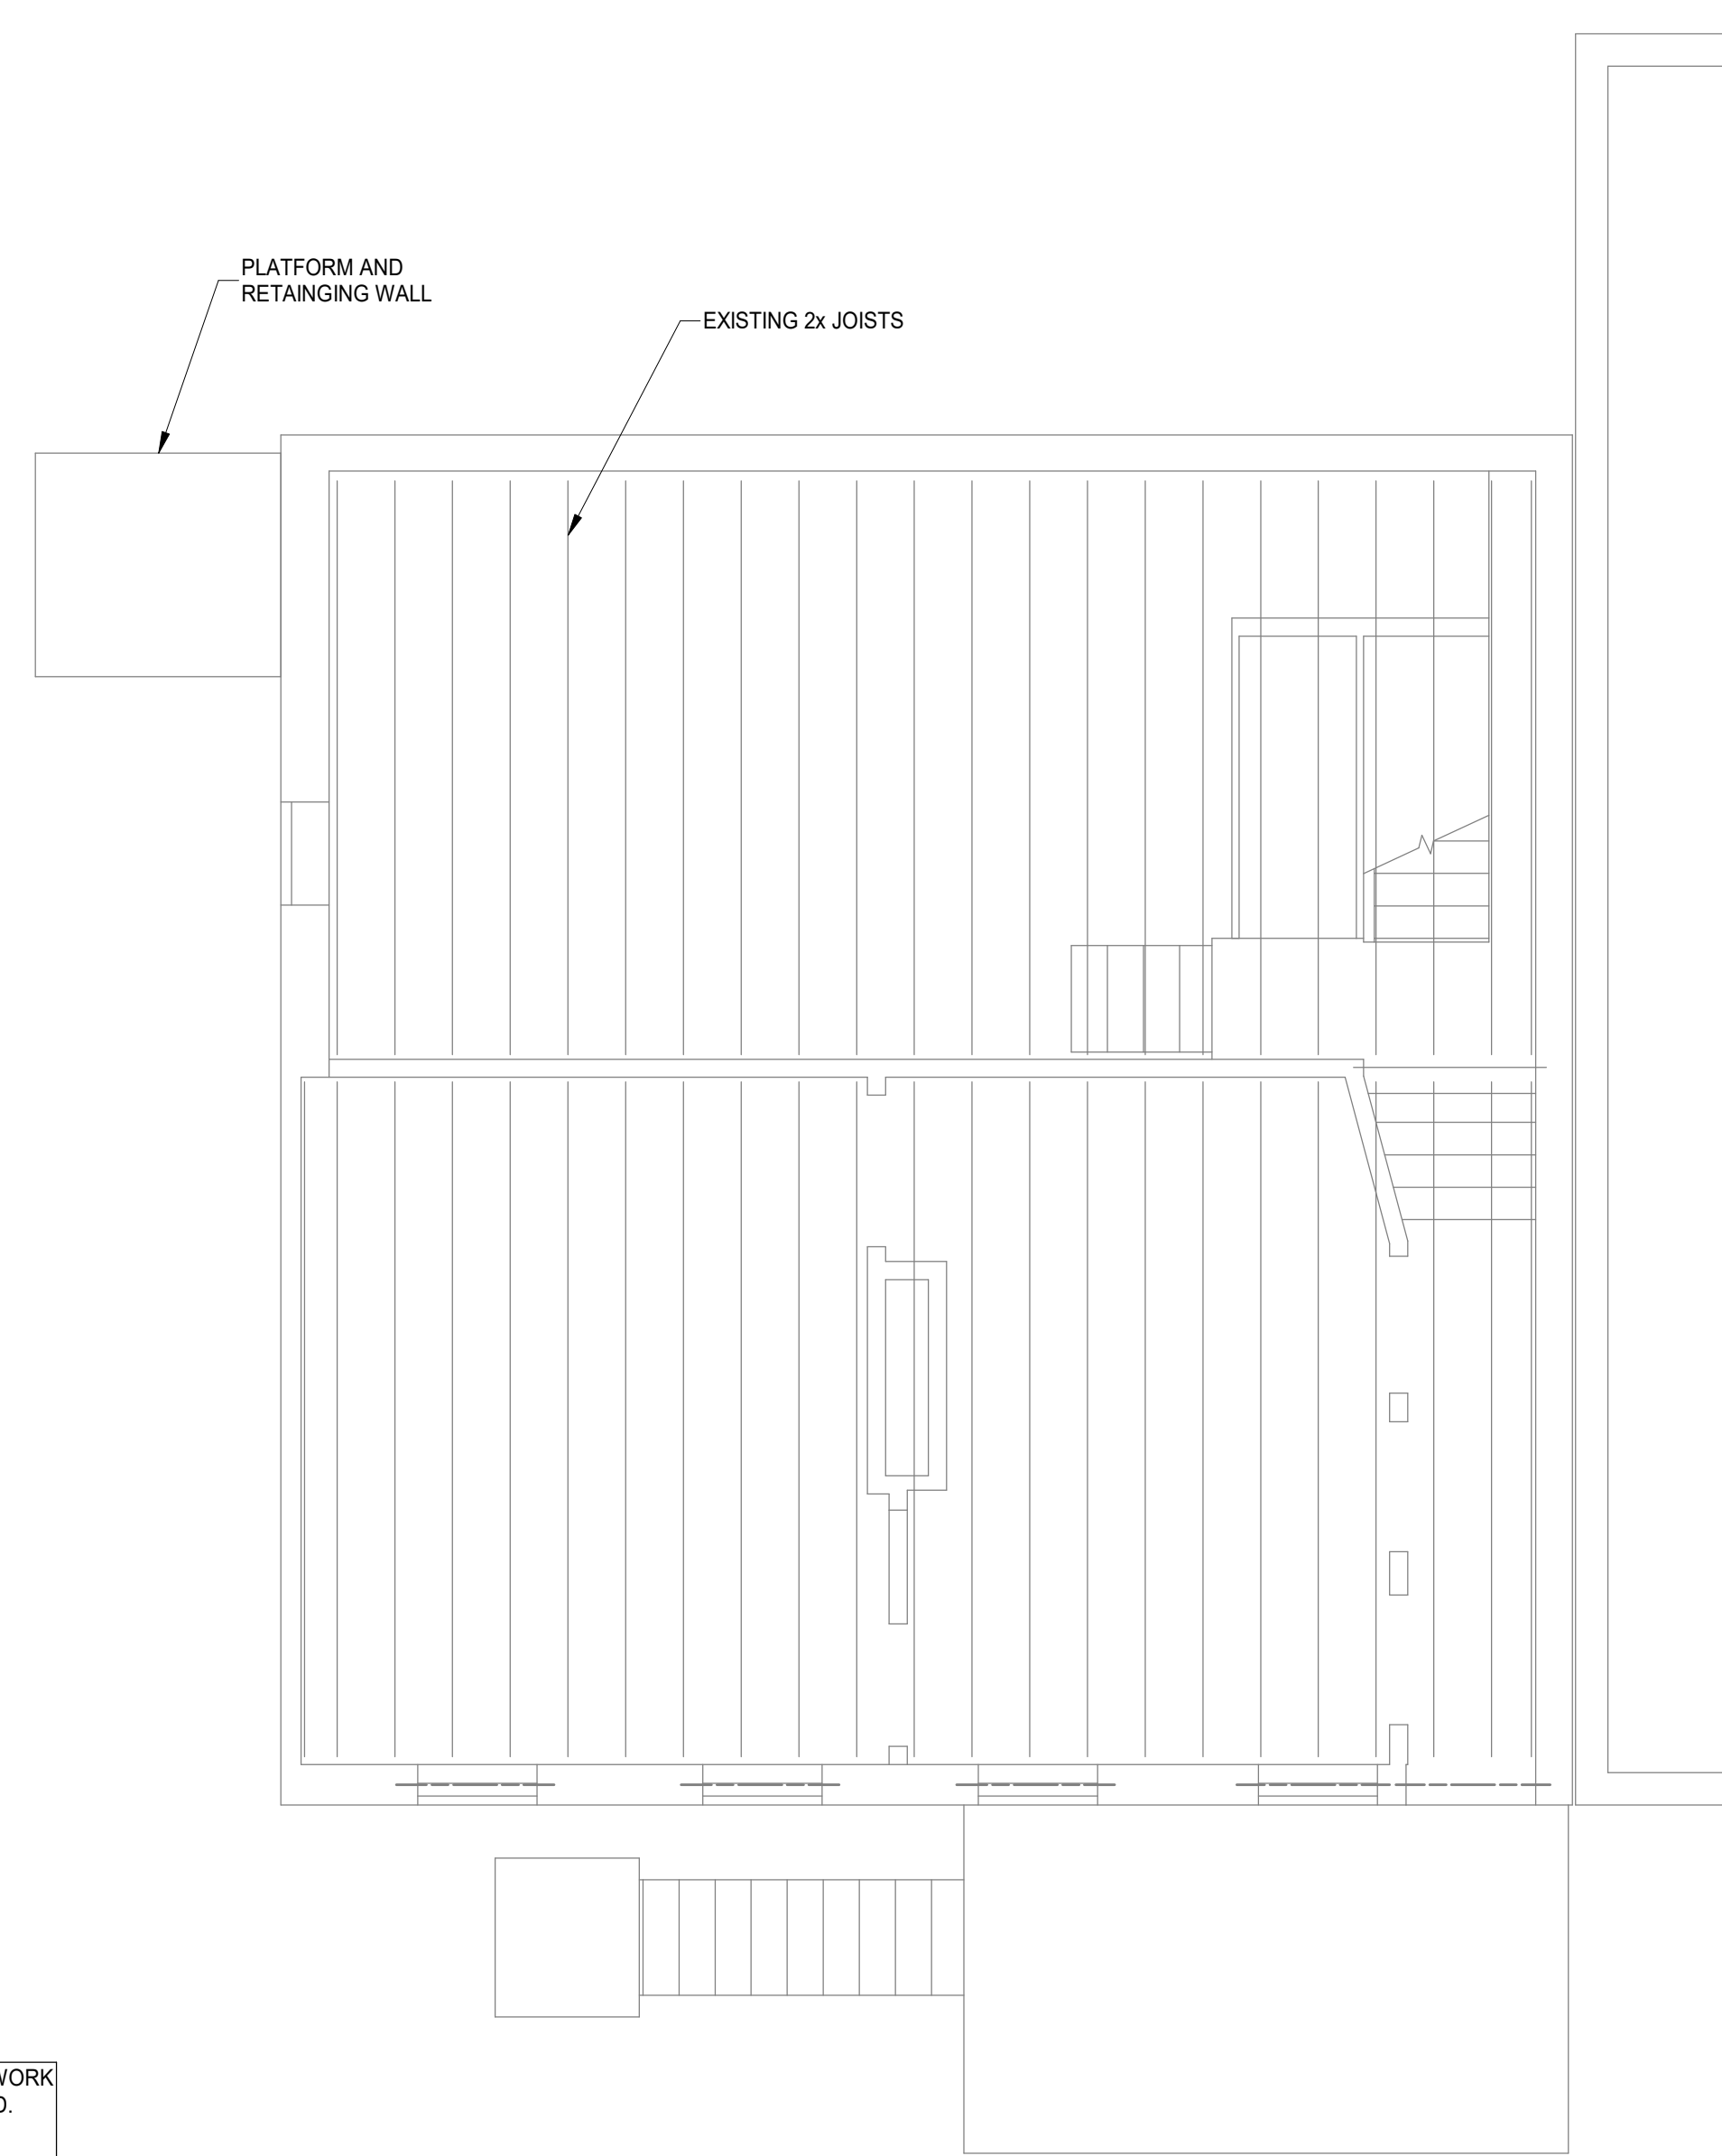 PLATFORM AND
RETAINGING WALL
EXISTING 2x JOISTS
WORK
D.